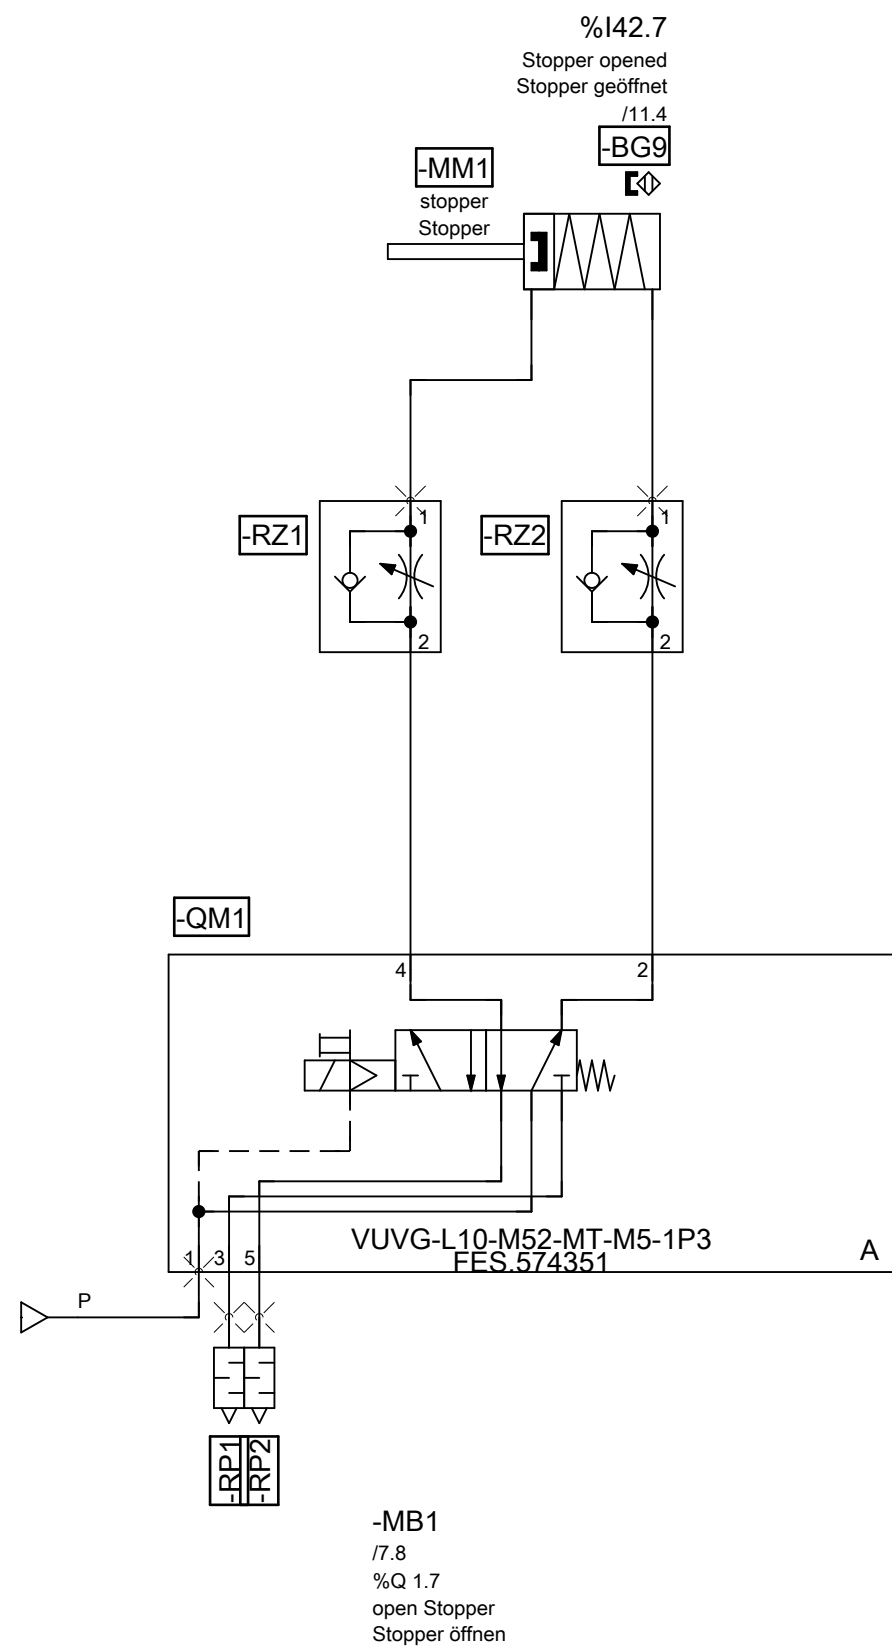 %I42.7
Stopper opened
Stopper geöffnet
/11.4
-BG9
-MM1
stopper
Stopper
1
1
-RZ1
-RZ2
2
2
-QM1
4
2
VUVG-L10-M52-MT-M5-1P3
FES.574351
A
1
3
5
P
-RP1
-RP2
-MB1
/7.8
%Q 1.7
open Stopper
Stopper öffnen